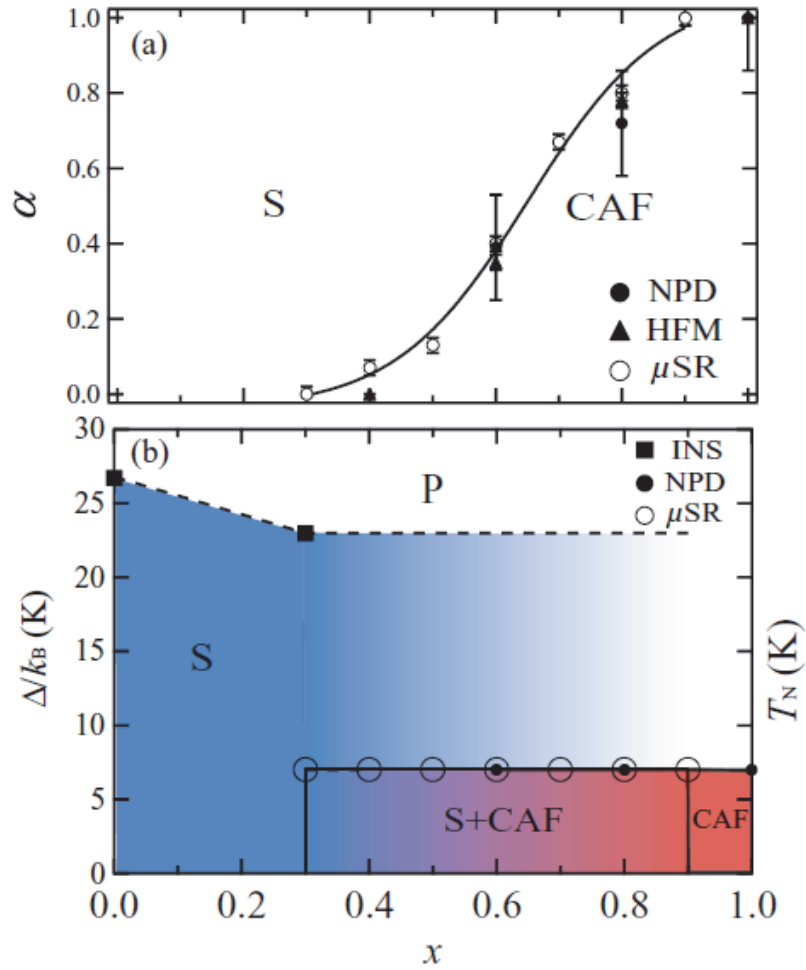 1.0
(a)
0.8
0.6
α
S
CAF
0.4
NPD
0.2
HFM
μSR
0.0
30
(b)
INS
P
NPD
25
μSR
20
Δ/kB (K)
TN (K)
15
S
10
5
S+CAF
CAF
0
0.0 0.2 0.4 0.6 0.8 1.0
x